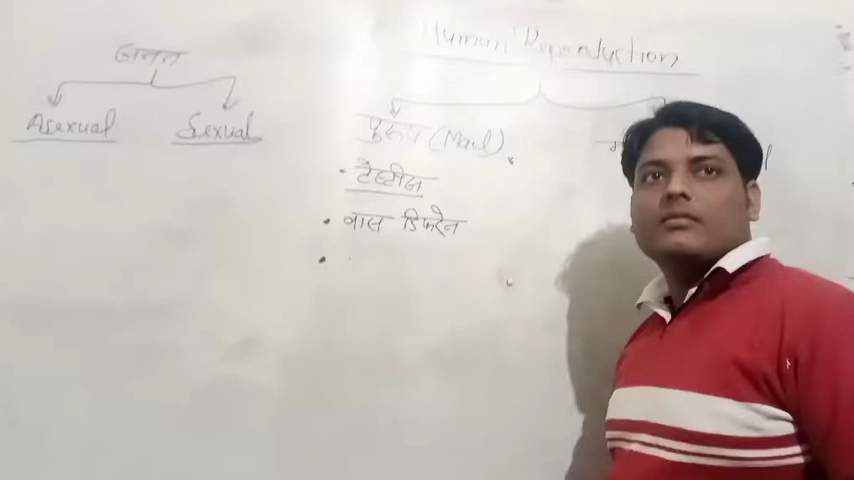 जनन
Asexual Sexual
Human Reproduction
पुरुष (Male)
टेस्टीज
वास डिफरेन